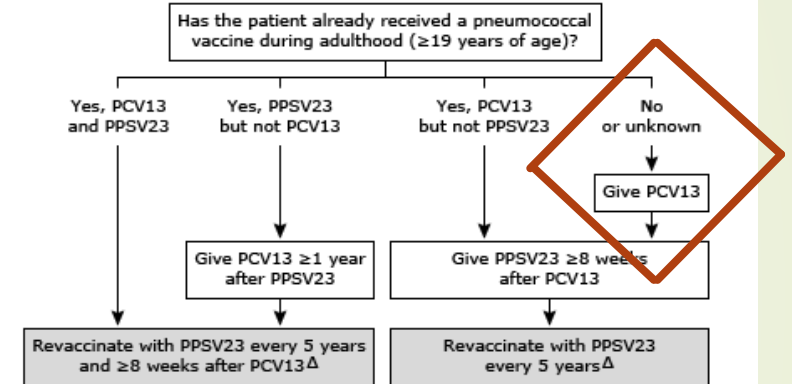 Has the patient already received a pneumococcal
vaccine during adulthood (≥19 years of age)?
Yes, PCV13
and PPSV23
Yes, PPSV23
but not PCV13
Yes, PCV13
but not PPSV23
No
or unknown
Give PCV13
Give PCV13 ≥1 year
after PPSV23
Give PPSV23 ≥8 weeks
after PCV13
Revaccinate with PPSV23 every 5 years
and ≥8 weeks after PCV13Δ
Revaccinate with PPSV23
every 5 yearsΔ